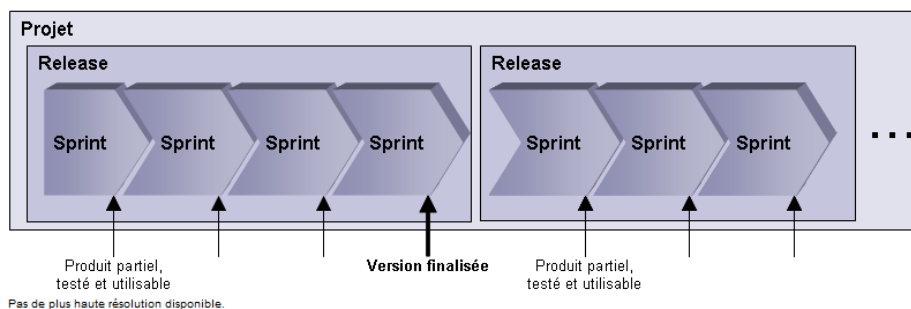 Projet
Release
Release
Sprint
Sprint
Sprint
Sprint
Sprint
Sprint
Sprint
...
Produit partiel,
testé et utilisable
Version finalisée
Produit partiel,
testé et utilisable
Pas de plus haute résolution disponible.